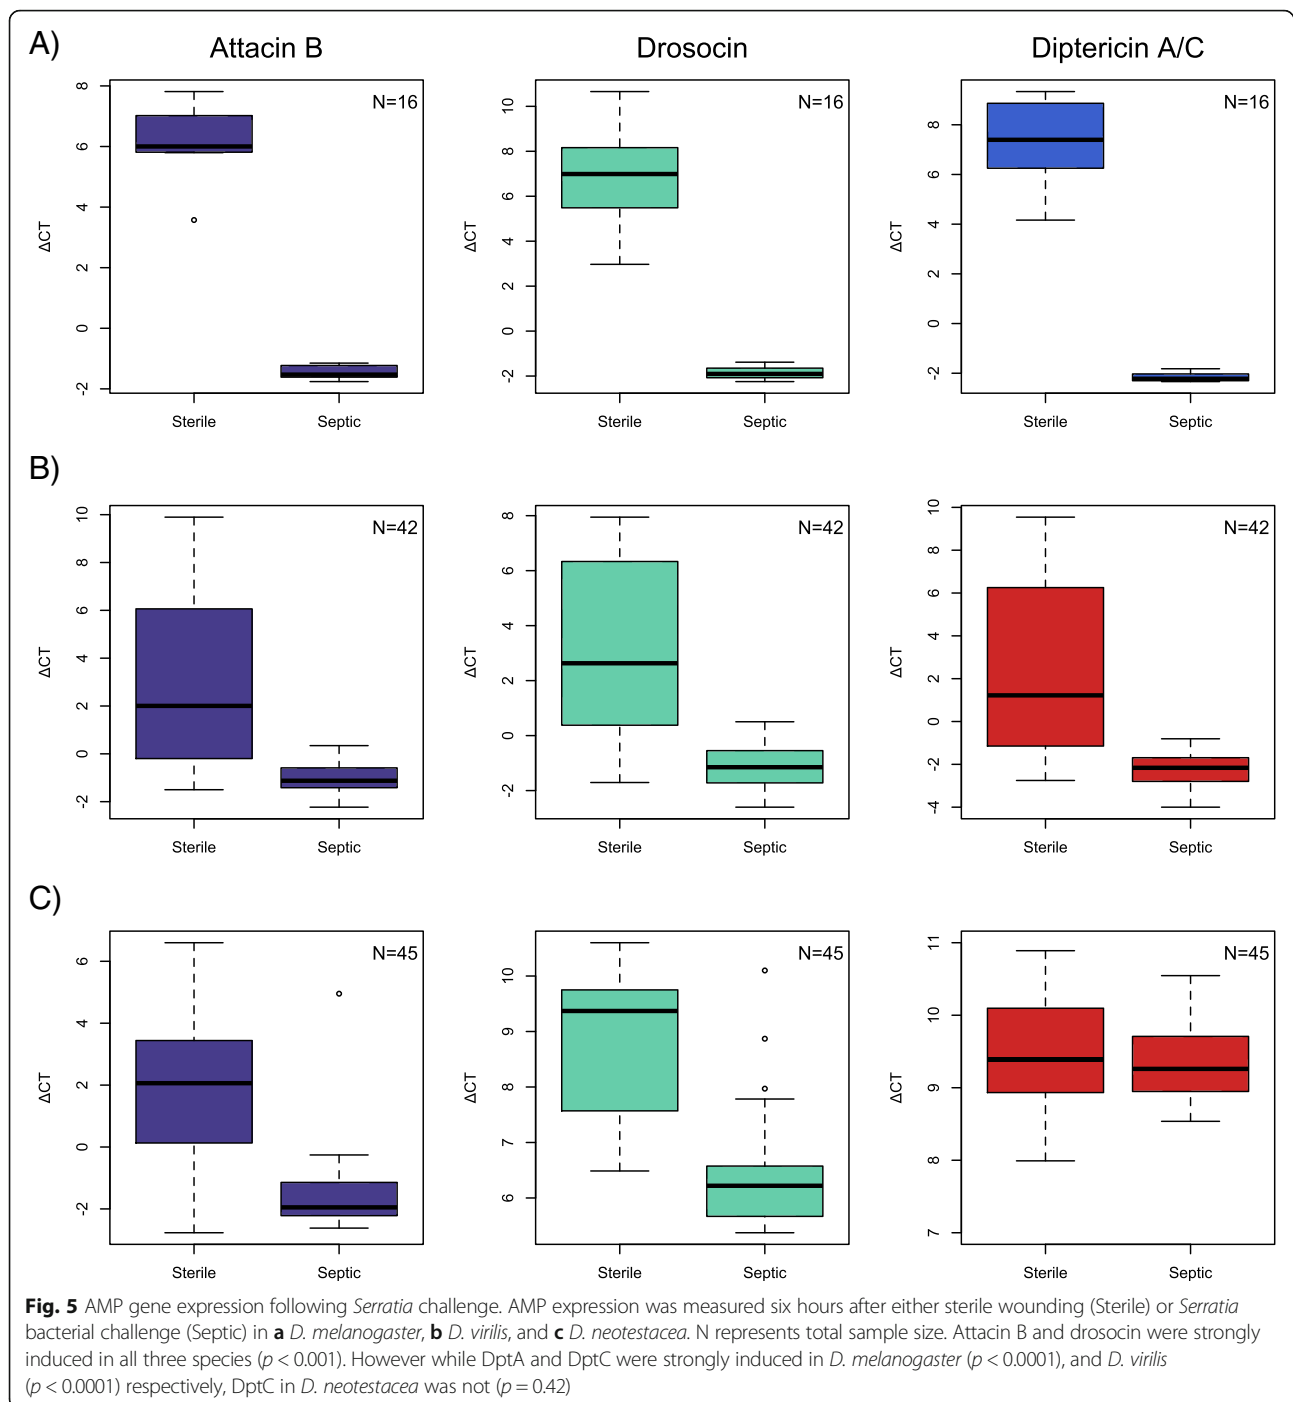 A)
Attacin B
Drosocin
Diptericin A/C
N=16
ΔCT
8
6
4
2
0
-2
Sterile
Septic
N=16
ΔCT
10
8
6
4
2
0
-2
Sterile
Septic
N=16
ΔCT
8
6
4
2
0
-2
Sterile
Septic
B)
N=42
ΔCT
10
8
6
4
2
0
-2
Sterile
Septic
N=42
ΔCT
8
6
4
2
0
-2
Sterile
Septic
N=42
ΔCT
10
8
6
4
2
0
-2
-4
Sterile
Septic
C)
N=45
ΔCT
6
4
2
0
-2
Sterile
Septic
N=45
ΔCT
10
9
8
7
6
Sterile
Septic
N=45
ΔCT
11
10
9
8
7
Sterile
Septic
Fig. 5 AMP gene expression following Serratia challenge. AMP expression was measured six hours after either sterile wounding (Sterile) or Serratia
bacterial challenge (Septic) in a D. melanogaster, b D. virilis, and c D. neotestacea. N represents total sample size. Attacin B and drosocin were strongly
induced in all three species (p < 0.001). However while DptA and DptC were strongly induced in D. melanogaster (p < 0.0001), and D. virilis
(p < 0.0001) respectively, DptC in D. neotestacea was not (p = 0.42)